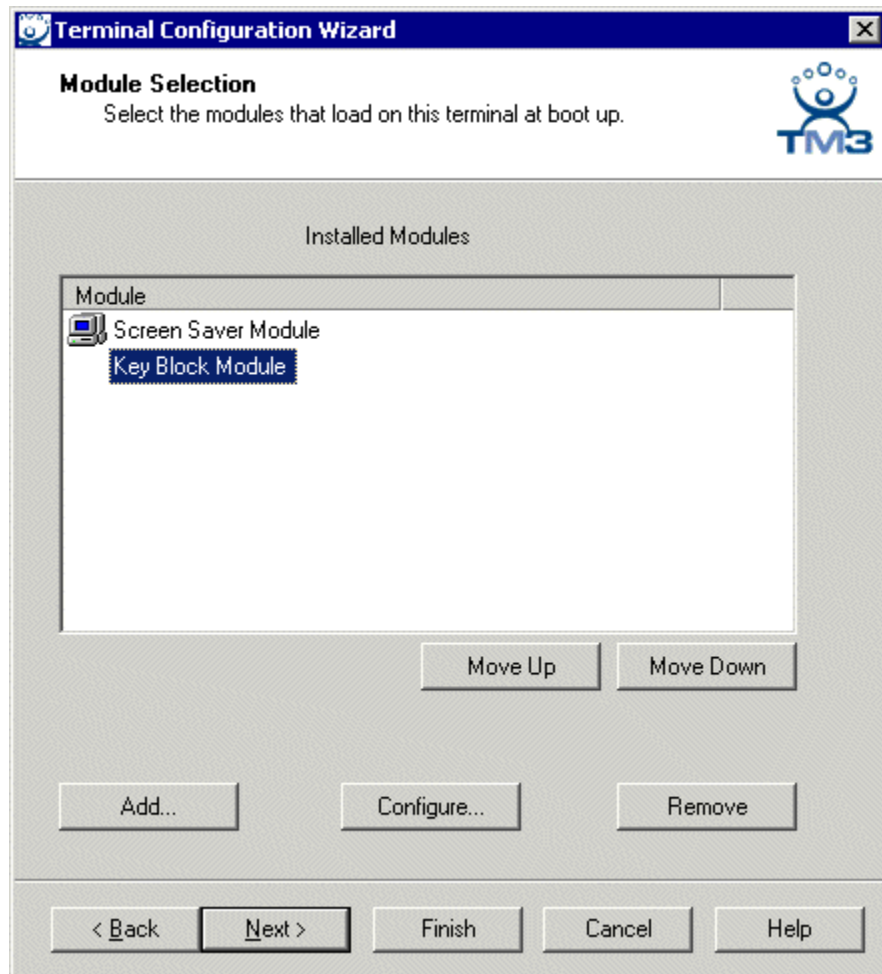 Terminal Configuration Wizard
Module Selection
Select the modules that load on this terminal at boot up.
TM3
Installed Modules
Module
Screen Saver Module
Key Block Module
Move Up Move Down
Add... Configure... Remove
< Back Next > Finish Cancel Help